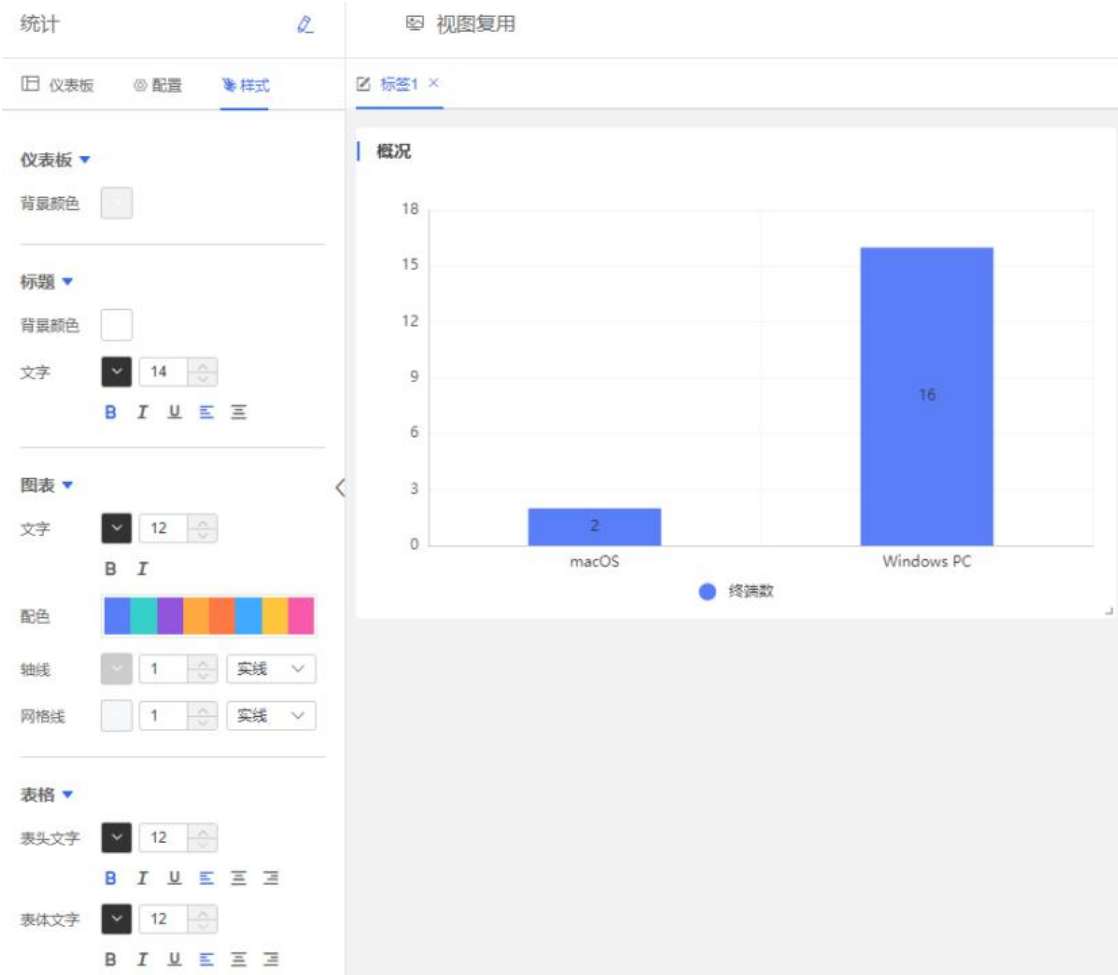 统计
视图复用
仪表板 配置 样式
标签1 ×
仪表板
背景颜色
标题
背景颜色
文字 14
B I U
图表
文字 12
B I
配色
轴线 1 实线
网格线 1 实线
表格
表头文字 12
B I U
表体文字 12
B I U
概况
18
15
12
9
6
3
0
16
2
macOS Windows PC
终端数